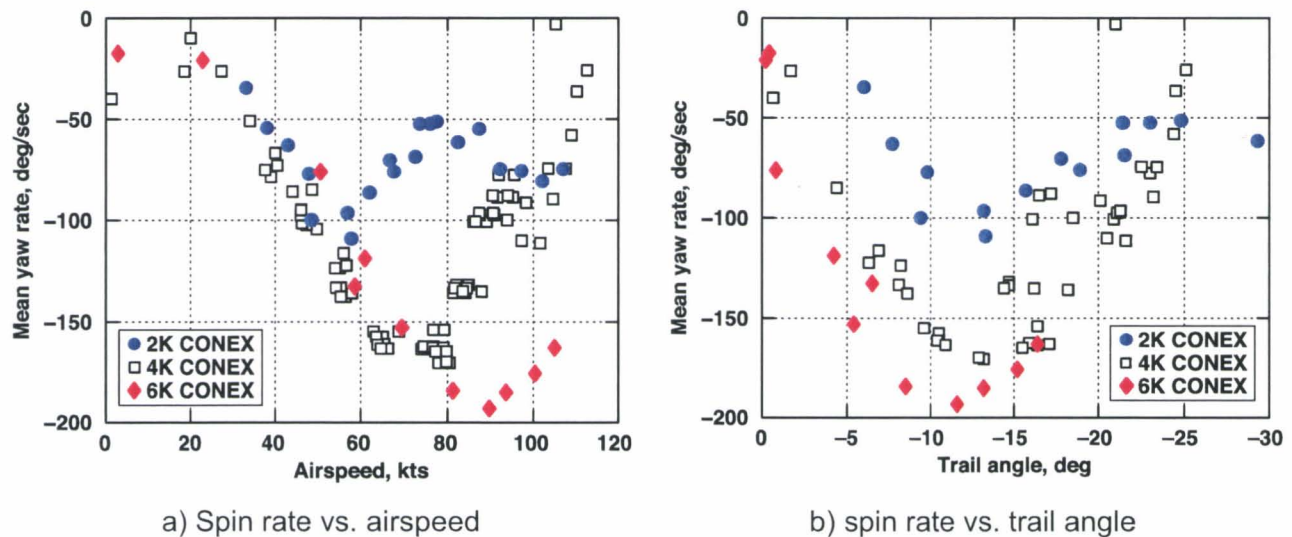 0
−50
−100
−150
−200
Mean yaw rate, deg/sec
2K CONEX
4K CONEX
6K CONEX
0 20 40 60 80 100 120
Airspeed, kts
a) Spin rate vs. airspeed
0
−50
−100
−150
−200
Mean yaw rate, deg/sec
2K CONEX
4K CONEX
6K CONEX
0 −5 −10 −15 −20 −25 −30
Trail angle, deg
b) spin rate vs. trail angle